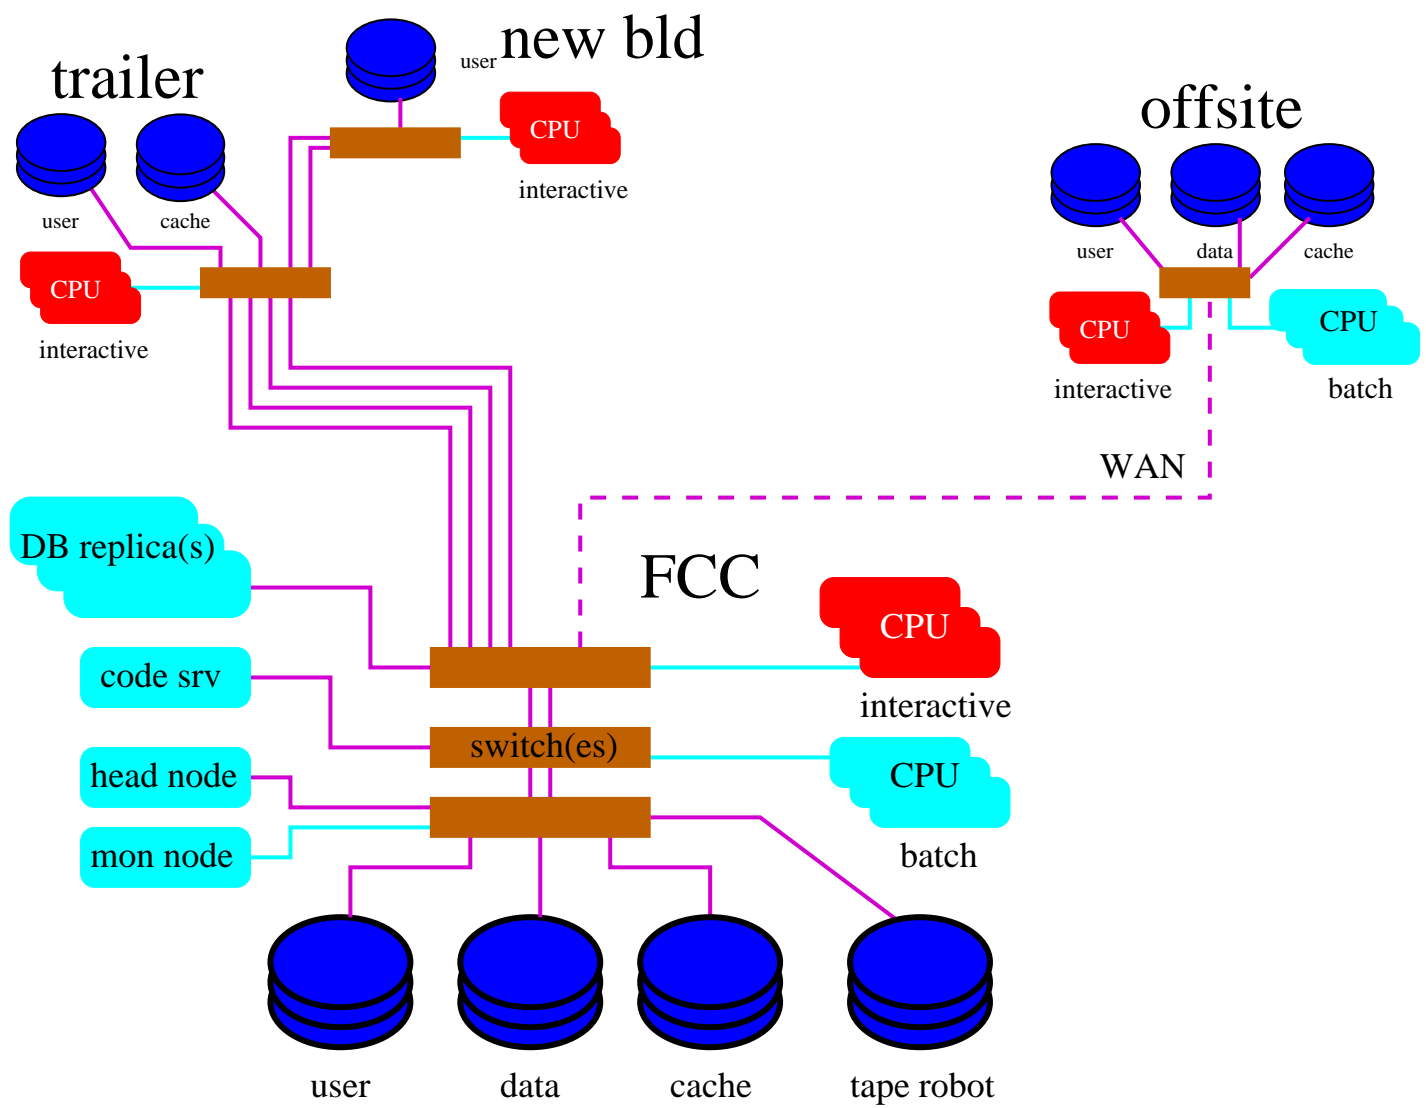 new bld
user
trailer
CPU
interactive
offsite
user
cache
CPU
interactive
user
data
cache
CPU
interactive
CPU
batch
WAN
DB replica(s)
FCC
CPU
interactive
code srv
switch(es)
head node
CPU
batch
mon node
user
data
cache
tape robot